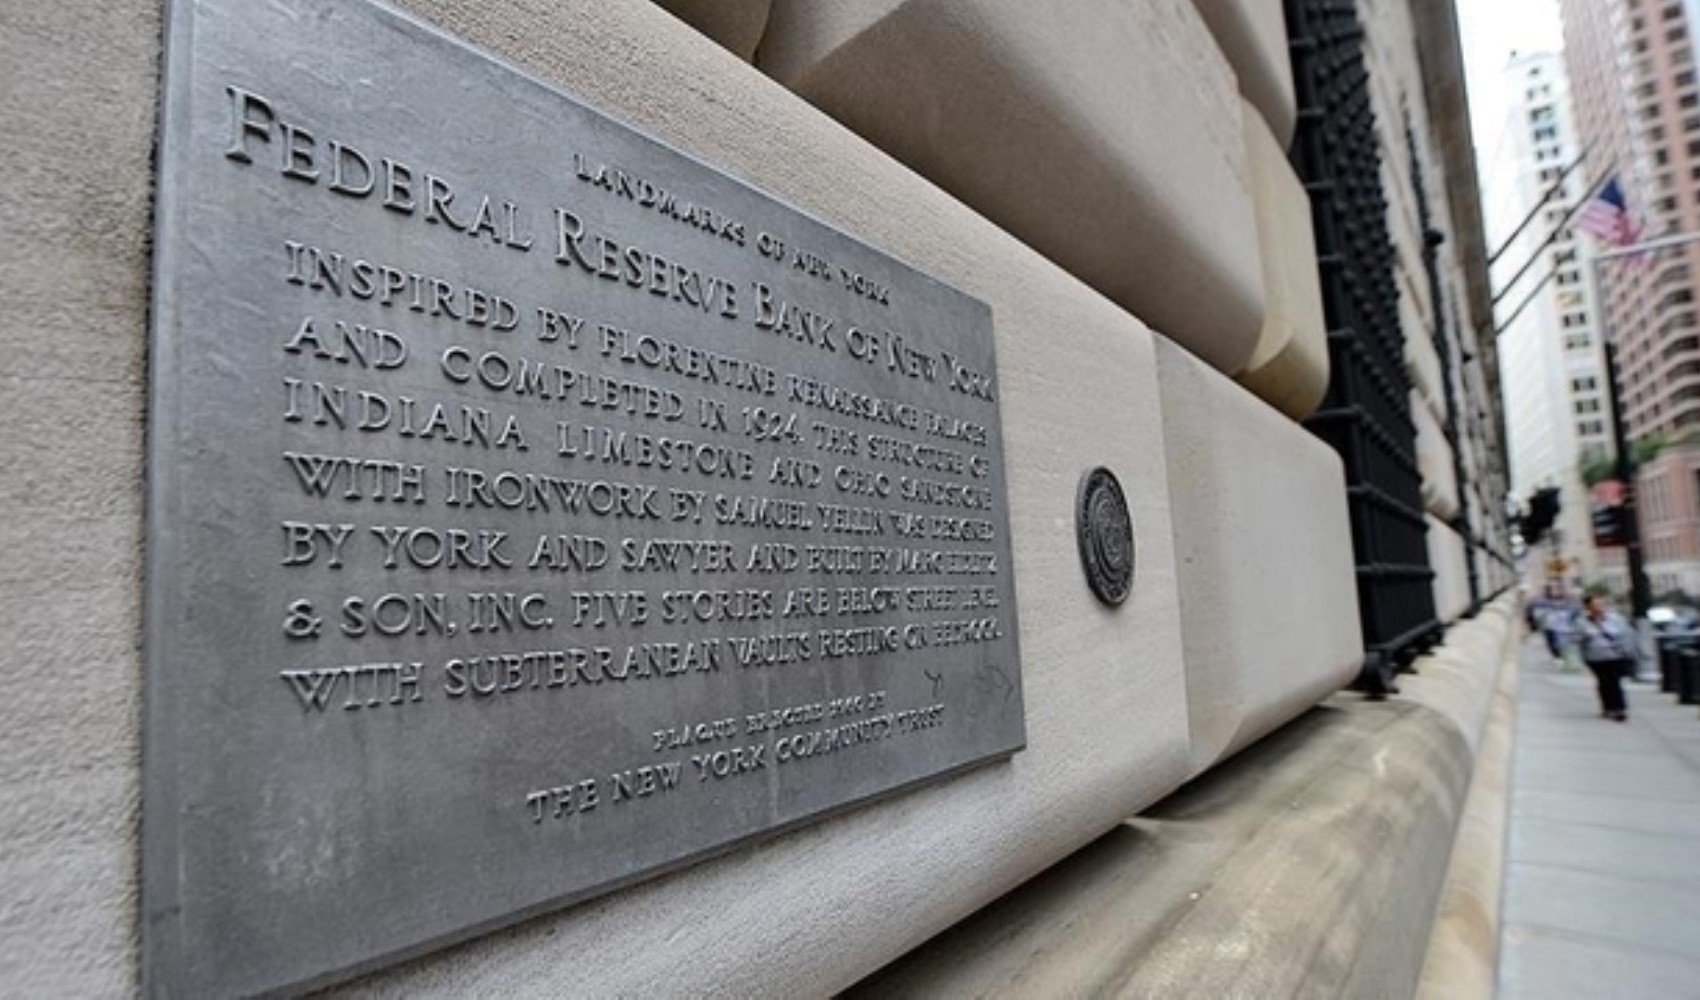 LANDMARKS OF NEW YORK
FEDERAL RESERVE BANK OF NEW YORK
INSPIRED BY FLORENTINE RENAISSANCE PALACES
AND COMPLETED IN 1924, THIS STRUCTURE OF
INDIANA LIMESTONE AND OHIO SANDSTONE
WITH IRONWORK BY SAMUEL YELLIN WAS DESIGNED
BY YORK AND SAWYER AND BUILT BY MARC EIDLITZ
& SON, INC. FIVE STORIES ARE BELOW STREET LEVEL
WITH SUBTERRANEAN VAULTS RESTING ON BEDROCK.
PLAQUE ERECTED BY
THE NEW YORK COMMUNITY TRUST